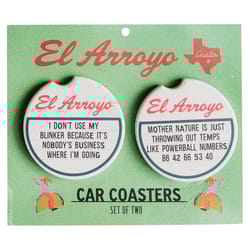 El Arroyo
Austin
El Arroyo
I DON'T USE MY
BLINKER BECAUSE IT'S
NOBODY'S BUSINESS
WHERE I'M GOING
El Arroyo
MOTHER NATURE IS JUST
THROWING OUT TEMPS
LIKE POWERBALL NUMBERS
86 42 66 53 40
CAR COASTERS
SET OF TWO